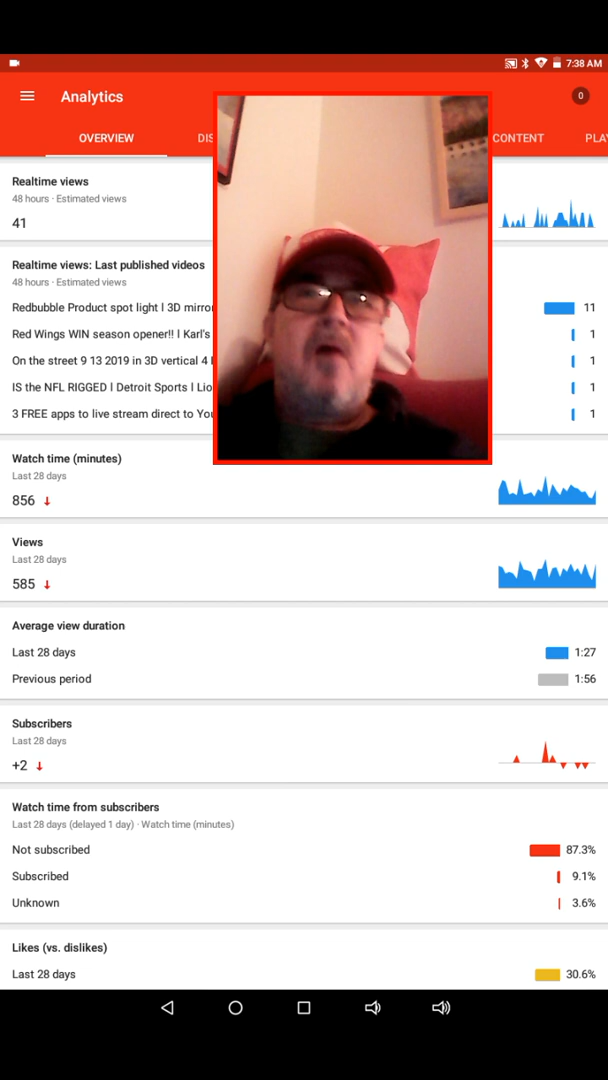 7:38 AM
Analytics
0
OVERVIEW DIS CONTENT PLA
Realtime views
48 hours · Estimated views
41
Realtime views: Last published videos
48 hours · Estimated views
Redbubble Product spot light l 3D mirro 11
Red Wings WIN season opener!! l Karl's 1
On the street 9 13 2019 in 3D vertical 4 1
IS the NFL RIGGED l Detroit Sports l Lio 1
3 FREE apps to live stream direct to You 1
Watch time (minutes)
Last 28 days
856
Views
Last 28 days
585
Average view duration
Last 28 days 1:27
Previous period 1:56
Subscribers
Last 28 days
+2
Watch time from subscribers
Last 28 days (delayed 1 day) · Watch time (minutes)
Not subscribed 87.3%
Subscribed 9.1%
Unknown 3.6%
Likes (vs. dislikes)
Last 28 days 30.6%